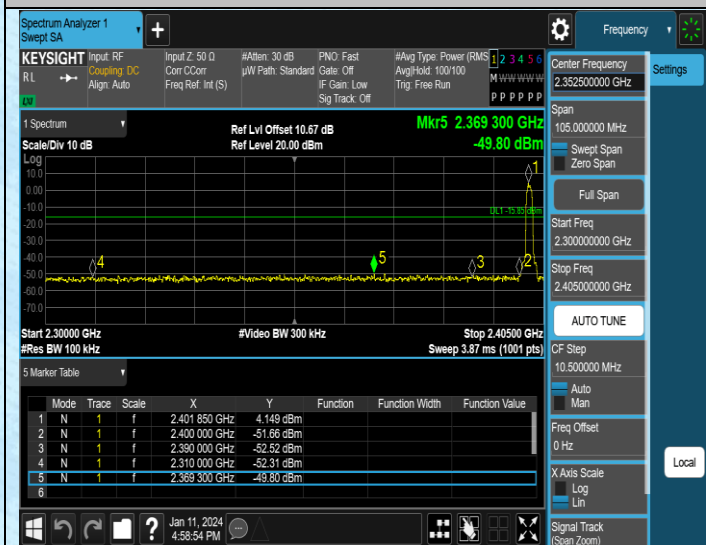 Spectrum Analyzer 1
Swept SA
Frequency
KEYSIGHT
RL
LXI
Input: RF
Coupling: DC
Align: Auto
Input Z: 50 Ω
Corr CCorr
Freq Ref: Int (S)
#Atten: 30 dB
µW Path: Standard
PNO: Fast
Gate: Off
IF Gain: Low
Sig Track: Off
#Avg Type: Power (RMS
Avg|Hold: 100/100
Trig: Free Run
1 2 3 4 5 6
M W W W W W
P P P P P P
1 Spectrum
Scale/Div 10 dB
Ref Lvl Offset 10.67 dB
Ref Level 20.00 dBm
Mkr5 2.369 300 GHz
-49.80 dBm
Log
10.0
0.00
-10.0
-20.0
-30.0
-40.0
-50.0
-60.0
-70.0
DL1 -15.85 dBm
1
4
5
3
2
Start 2.30000 GHz
#Res BW 100 kHz
#Video BW 300 kHz
Stop 2.40500 GHz
Sweep 3.87 ms (1001 pts)
5 Marker Table
Mode Trace Scale X Y Function Function Width Function Value
1 N 1 f 2.401 850 GHz 4.149 dBm
2 N 1 f 2.400 000 GHz -51.66 dBm
3 N 1 f 2.390 000 GHz -52.52 dBm
4 N 1 f 2.310 000 GHz -52.31 dBm
5 N 1 f 2.369 300 GHz -49.80 dBm
6
Jan 11, 2024
4:58:54 PM
?
Center Frequency
2.352500000 GHz
Span
105.000000 MHz
Swept Span
Zero Span
Full Span
Start Freq
2.300000000 GHz
Stop Freq
2.405000000 GHz
AUTO TUNE
CF Step
10.500000 MHz
Auto
Man
Freq Offset
0 Hz
X Axis Scale
Log
Lin
Signal Track
(Span Zoom)
Settings
Local